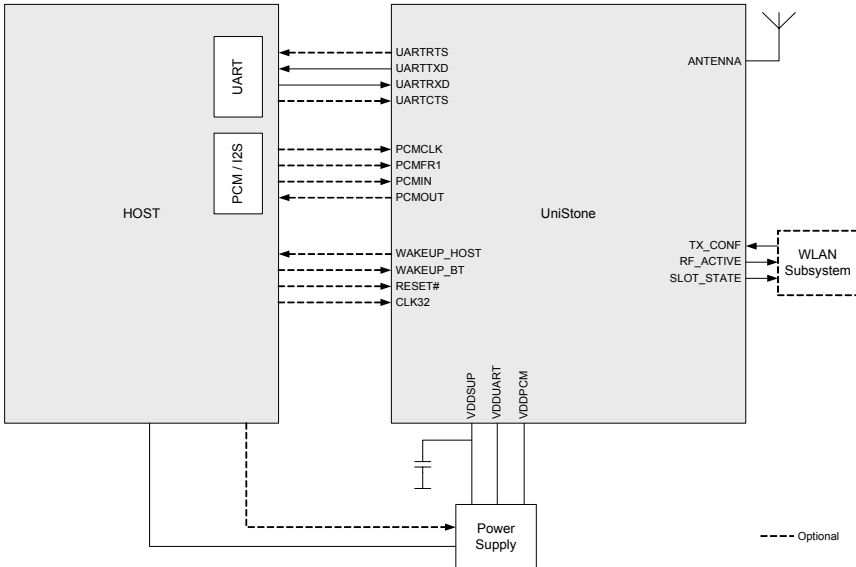 UART
PCM / I2S
HOST
UARTRTS
UARTTXD
UARTRXD
UARTCTS
PCMCLK
PCMFR1
PCMIN
PCMOUT
WAKEUP_HOST
WAKEUP_BT
RESET#
CLK32
UniStone
ANTENNA
TX_CONF
RF_ACTIVE
SLOT_STATE
WLAN
Subsystem
VDDSUP
VDDUART
VDDPCM
Power
Supply
Optional